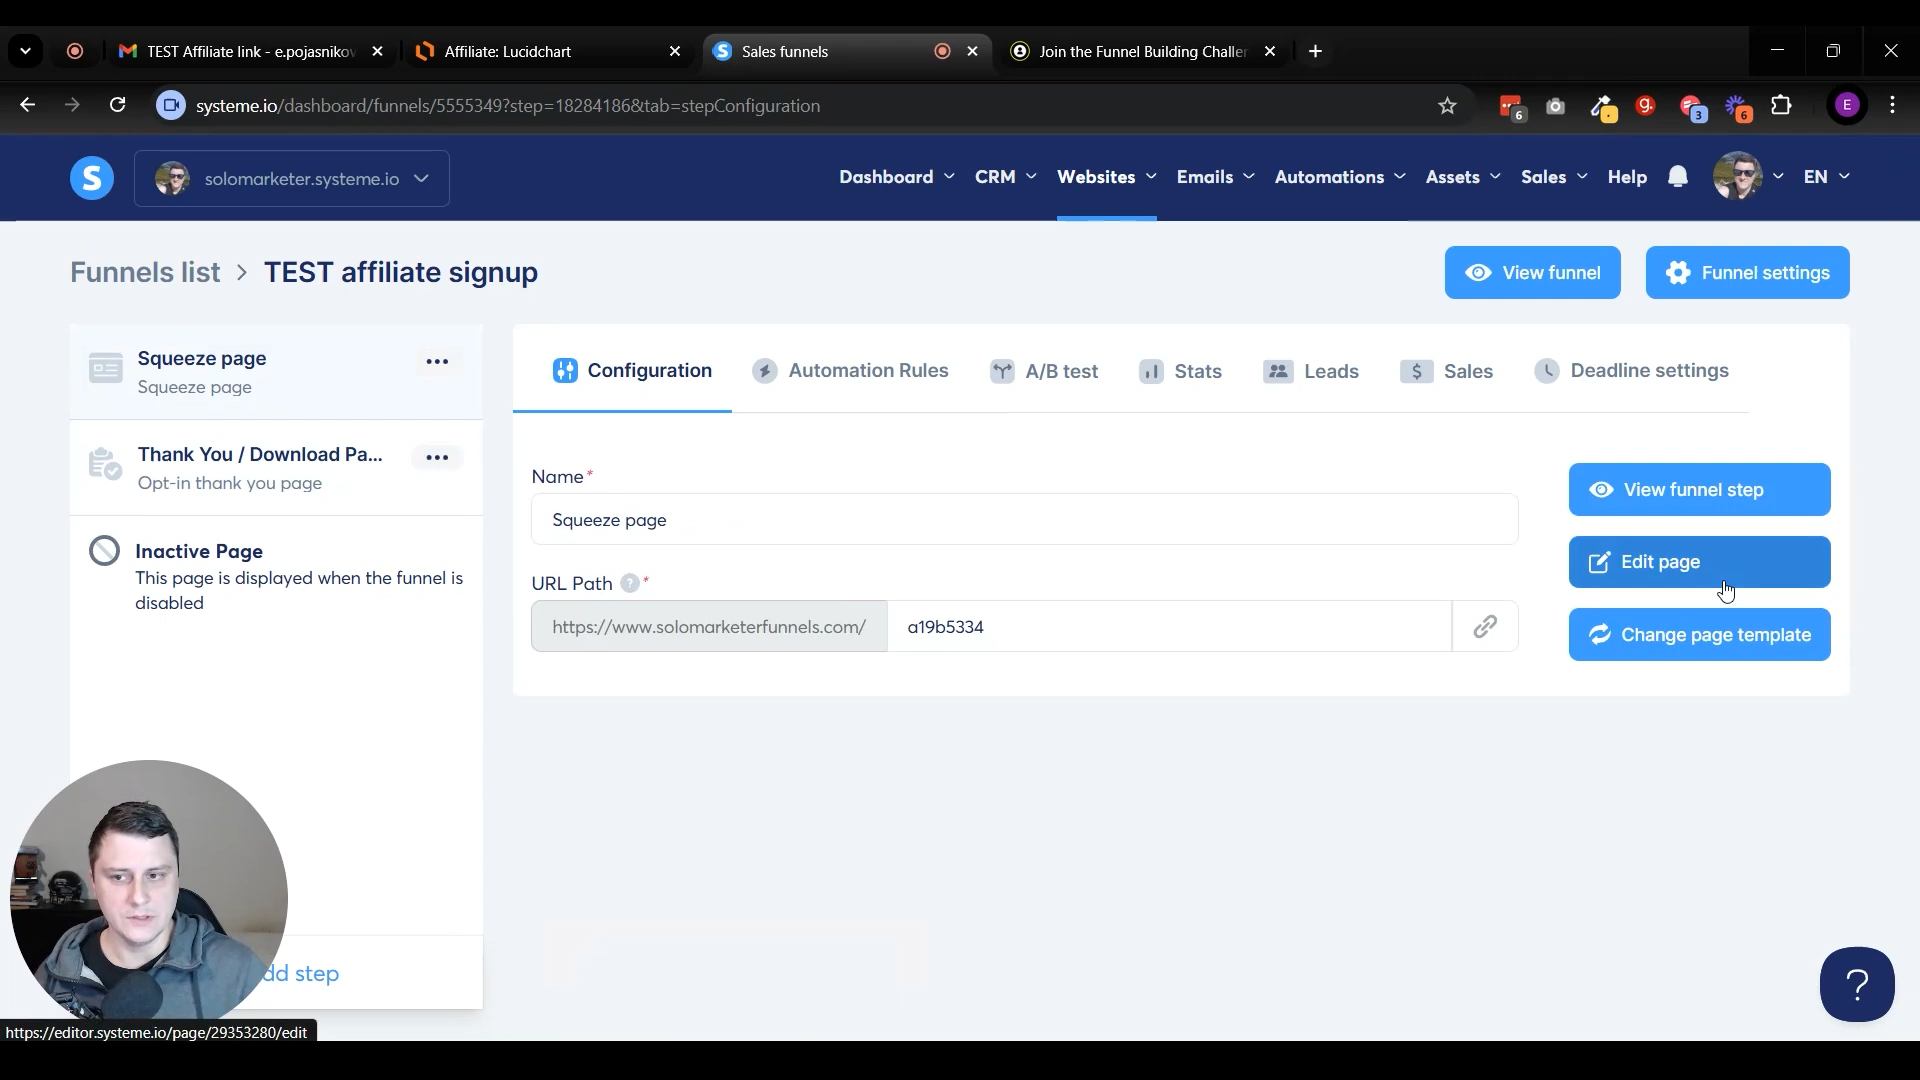 TEST Affiliate link - e.pojasniko
Affiliate: Lucidchart
Sales funnels
Join the Funnel Building Challer
systeme.io/dashboard/funnels/5555349?step=18284186&tab=stepConfiguration
6
g.
3
6
E
S
solomarketer.systeme.io
Dashboard
CRM
Websites
Emails
Automations
Assets
Sales
Help
EN
Funnels list > TEST affiliate signup
View funnel
Funnel settings
Squeeze page
Squeeze page
Thank You / Download Pa...
Opt-in thank you page
Inactive Page
This page is displayed when the funnel is
disabled
dd step
Configuration
Automation Rules
A/B test
Stats
Leads
Sales
Deadline settings
Name*
Squeeze page
URL Path ? *
https://www.solomarketerfunnels.com/
a19b5334
View funnel step
Edit page
Change page template
?
https://editor.systeme.io/page/29353280/edit